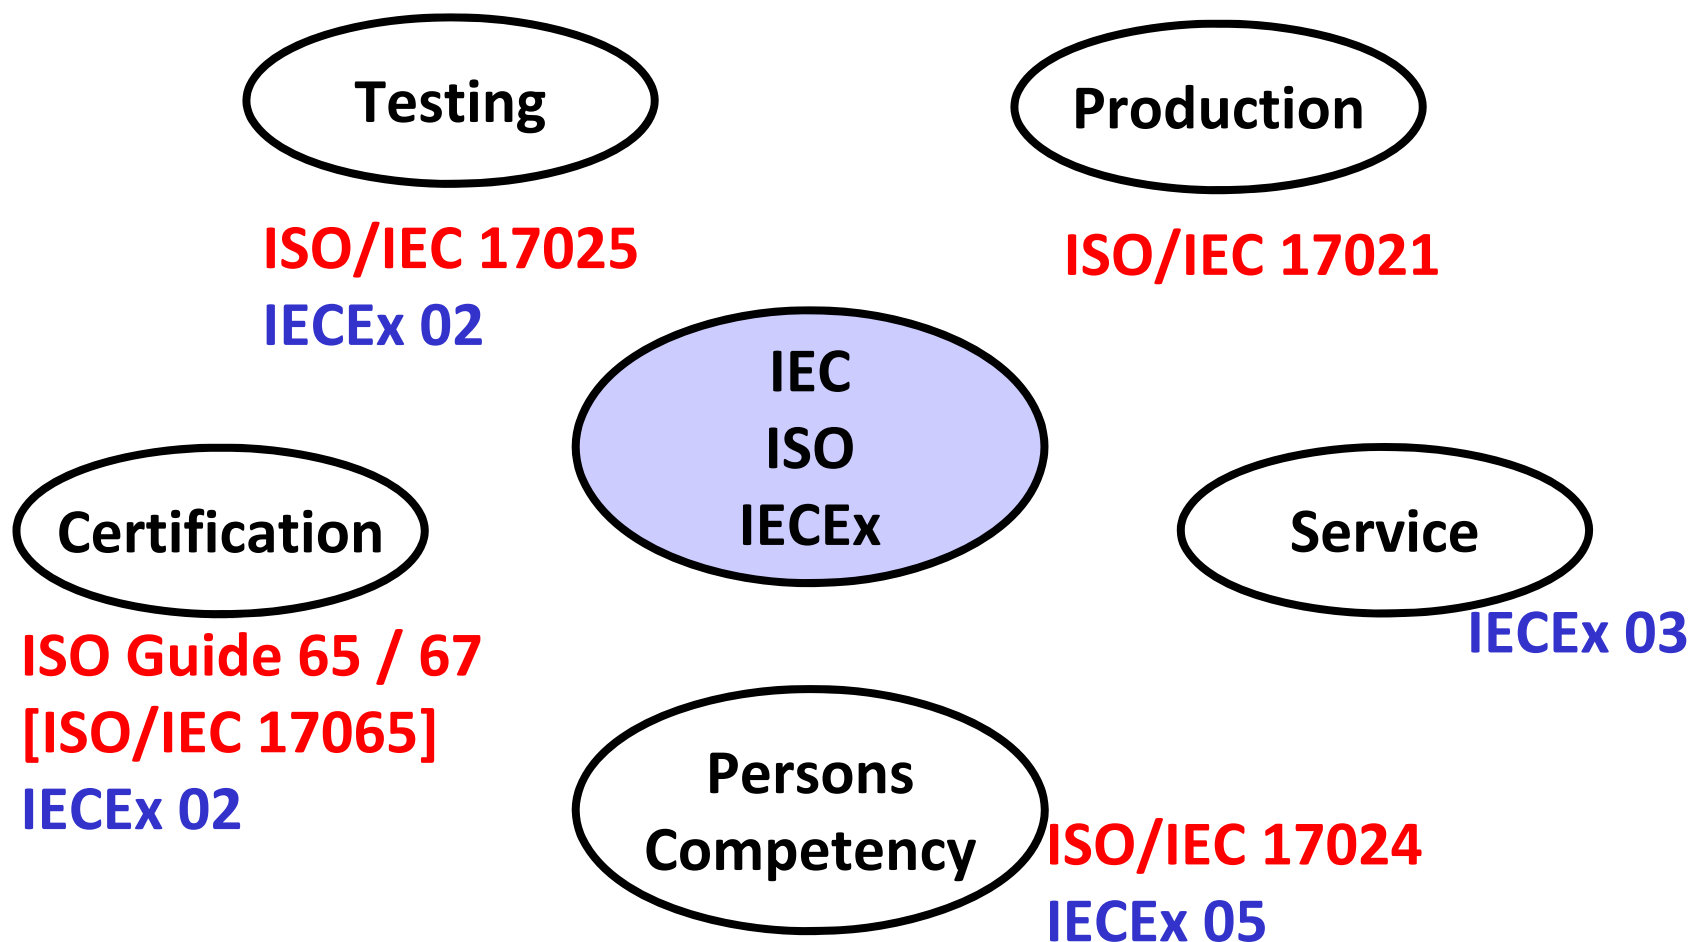 Testing
ISO/IEC 17025
IECEx 02
Production
ISO/IEC 17021
IEC
ISO
IECEx
Certification
ISO Guide 65 / 67
[ISO/IEC 17065]
IECEx 02
Service
IECEx 03
Persons
Competency
ISO/IEC 17024
IECEx 05